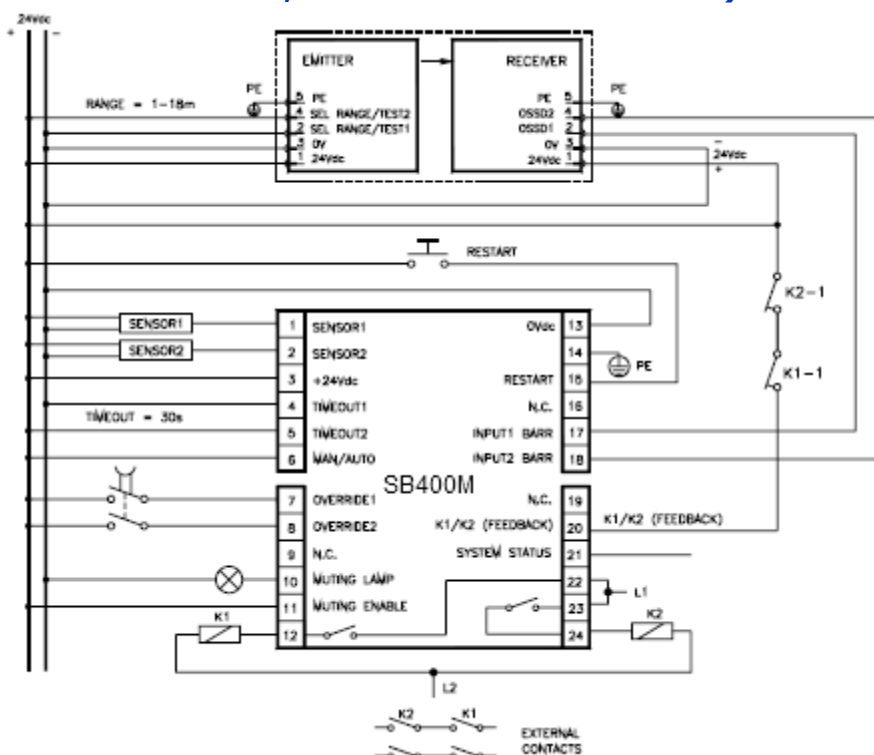 24Vdc
+ -
EMITTER
RECEIVER
RANGE = 1-18m
PE
5 PE
4 SEL RANGE/TEST2
2 SEL RANGE/TEST1
3 0V
1 24Vdc
PE 5
OSSD2 4
OSSD1 2
0V 3
24Vdc 1
PE
-
24Vdc
+
RESTART
K2-1
K1-1
SENSOR1
SENSOR2
TIMEOUT = 30s
1 SENSOR1
2 SENSOR2
3 +24Vdc
4 TIMEOUT1
5 TIMEOUT2
6 MAN/AUTO
0Vdc 13
14
PE
RESTART 15
N.C. 16
INPUT1 BARR 17
INPUT2 BARR 18
SB400M
7 OVERRIDE1
8 OVERRIDE2
9 N.C.
10 MUTING LAMP
11 MUTING ENABLE
12
N.C. 19
K1/K2 (FEEDBACK) 20
K1/K2 (FEEDBACK)
SYSTEM STATUS 21
22
23
24
L1
K1
K2
L2
K2 K1
EXTERNAL
CONTACTS